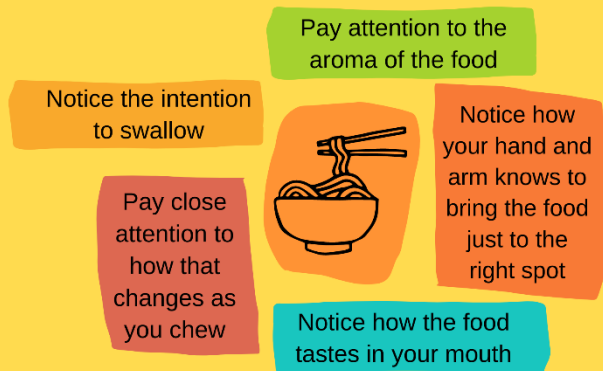 Pay attention to the
aroma of the food
Notice how
your hand and
arm knows to
bring the food
just to the
right spot
Notice how the food
tastes in your mouth
Pay close
attention to
how that
changes as
you chew
Notice the intention
to swallow